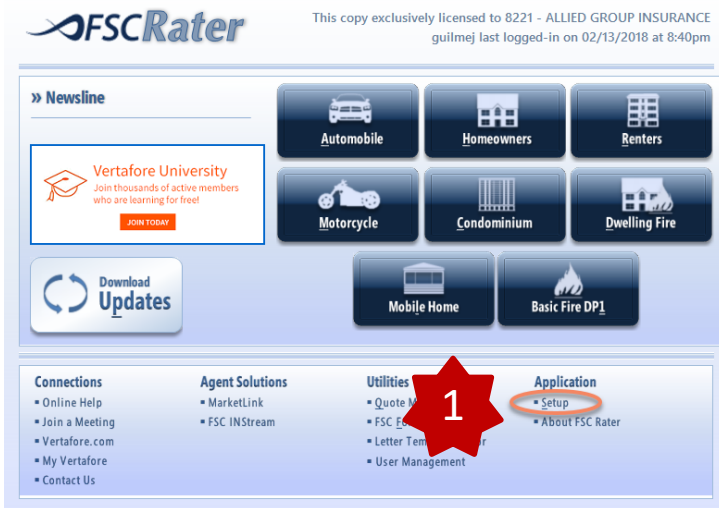 FSCRater
This copy exclusively licensed to 8221 - ALLIED GROUP INSURANCE
guilmej last logged-in on 02/13/2018 at 8:40pm
» Newsline
Vertafore University
Join thousands of active members
who are learning for free!
JOIN TODAY
Automobile
Homeowners
Renters
Motorcycle
Condominium
Dwelling Fire
Download
Updates
Mobile Home
Basic Fire DP1
Connections
▪ Online Help
▪ Join a Meeting
▪ Vertafore.com
▪ My Vertafore
▪ Contact Us
Agent Solutions
▪ MarketLink
▪ FSC INStream
Utilities
▪ Quote
▪ FSC
▪ Letter
▪ User Management
1
Application
▪ Setup
▪ About FSC Rater